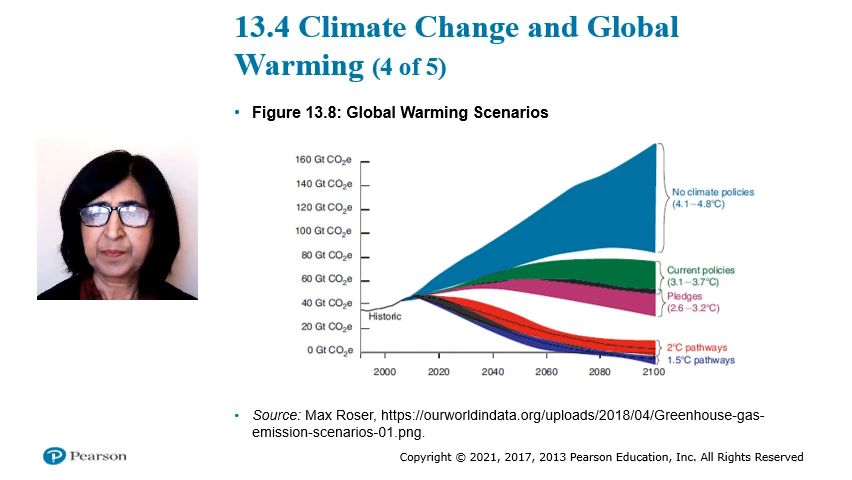 13.4 Climate Change and Global
Warming (4 of 5)
• Figure 13.8: Global Warming Scenarios
160 Gt CO₂e
140 Gt CO₂e
120 Gt CO₂e
100 Gt CO₂e
80 Gt CO₂e
60 Gt CO₂e
40 Gt CO₂e
20 Gt CO₂e
0 Gt CO₂e
Historic
2000 2020 2040 2060 2080 2100
No climate policies
(4.1–4.8°C)
Current policies
(3.1–3.7°C)
Pledges
(2.6–3.2°C)
2°C pathways
1.5°C pathways
• Source: Max Roser, https://ourworldindata.org/uploads/2018/04/Greenhouse-gas-
emission-scenarios-01.png.
Pearson
Copyright © 2021, 2017, 2013 Pearson Education, Inc. All Rights Reserved